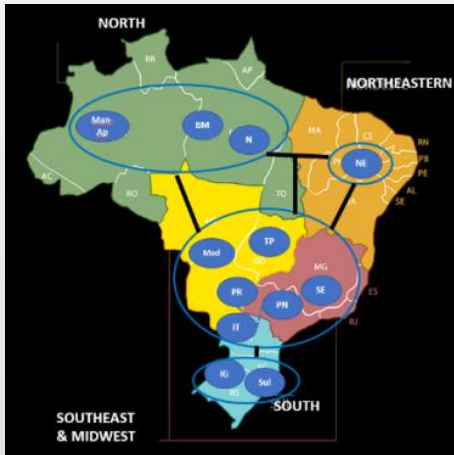 NORTH
RR
AP
NORTHEASTERN
Man-
Ap
BM
N
MA
CE
RN
PB
PE
AL
SE
NE
AC
RO
TO
Mad
TP
GO
MG
ES
PR
PN
SE
RJ
IT
IG
Sul
RS
SOUTH
SOUTHEAST
& MIDWEST